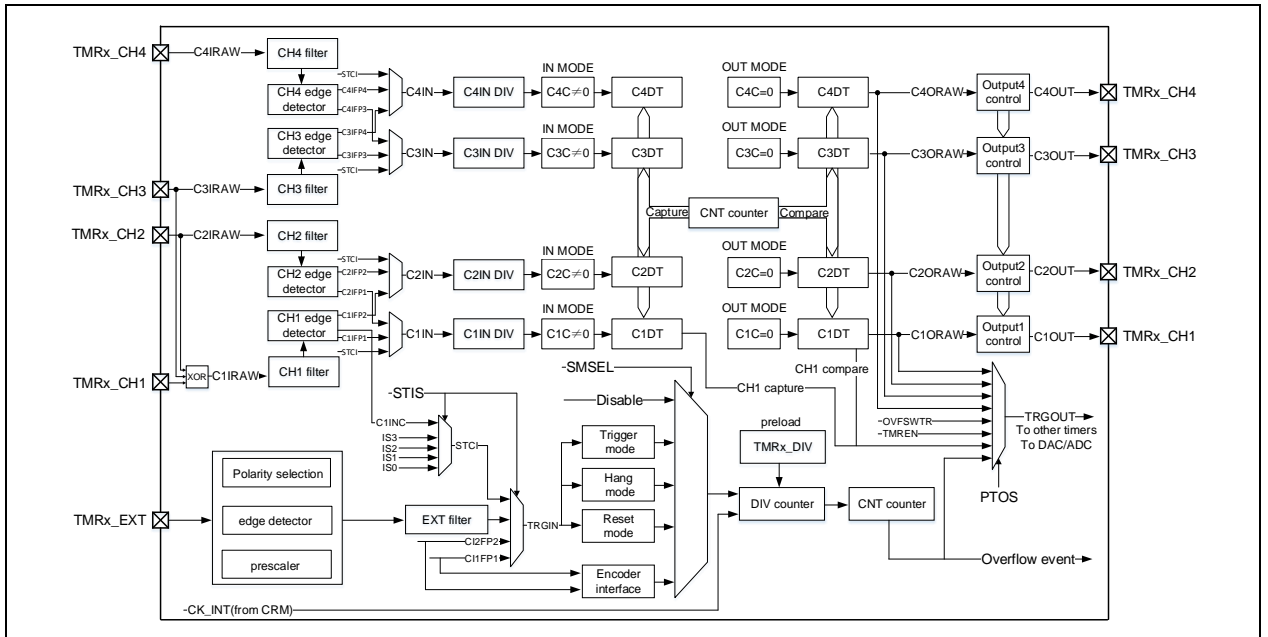 TMRx_CH4
C4IRAW
CH4 filter
STCI
CH4 edge
detector
C4IFP4
C4IFP3
C4IN
C4IN DIV
IN MODE
C4C≠0
C4DT
OUT MODE
C4C=0
C4DT
C4ORAW
Output4
control
C4OUT
TMRx_CH4
CH3 edge
detector
C3IFP4
C3IFP3
STCI
C3IN
C3IN DIV
IN MODE
C3C≠0
C3DT
OUT MODE
C3C=0
C3DT
C3ORAW
Output3
control
C3OUT
TMRx_CH3
TMRx_CH3
C3IRAW
CH3 filter
Capture
CNT counter
Compare
TMRx_CH2
C2IRAW
CH2 filter
STCI
CH2 edge
detector
C2IFP2
C2IFP1
C2IN
C2IN DIV
IN MODE
C2C≠0
C2DT
OUT MODE
C2C=0
C2DT
C2ORAW
Output2
control
C2OUT
TMRx_CH2
CH1 edge
detector
C1IFP2
C1IFP1
STCI
C1IN
C1IN DIV
IN MODE
C1C≠0
C1DT
OUT MODE
C1C=0
C1DT
C1ORAW
Output1
control
C1OUT
TMRx_CH1
TMRx_CH1
XOR
C1IRAW
CH1 filter
-SMSEL
CH1 capture
CH1 compare
-STIS
Disable
C1INC
IS3
IS2
IS1
IS0
STCI
Trigger
mode
Hang
mode
Reset
mode
Encoder
interface
preload
TMRx_DIV
-OVFSWTR
-TMREN
TRGOUT
To other timers
To DAC/ADC
PTOS
Polarity selection
edge detector
prescaler
TMRx_EXT
EXT filter
CI2FP2
CI1FP1
TRGIN
DIV counter
CNT counter
Overflow event
-CK_INT(from CRM)